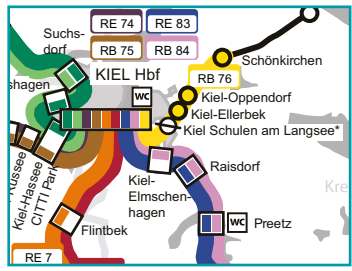 RE 74
RE 83
RB 75
RB 84
Suchs-
dorf
KIEL Hbf
Schönkirchen
shagen
WC
RB 76
Kiel-Oppendorf
Kiel-Ellerbek
Kiel Schulen am Langsee*
Russee
Kiel-Hassee
CITTI Park
Kiel-
Elmschen-
hagen
Raisdorf
Kre
Flintbek
WC
Preetz
RE 7